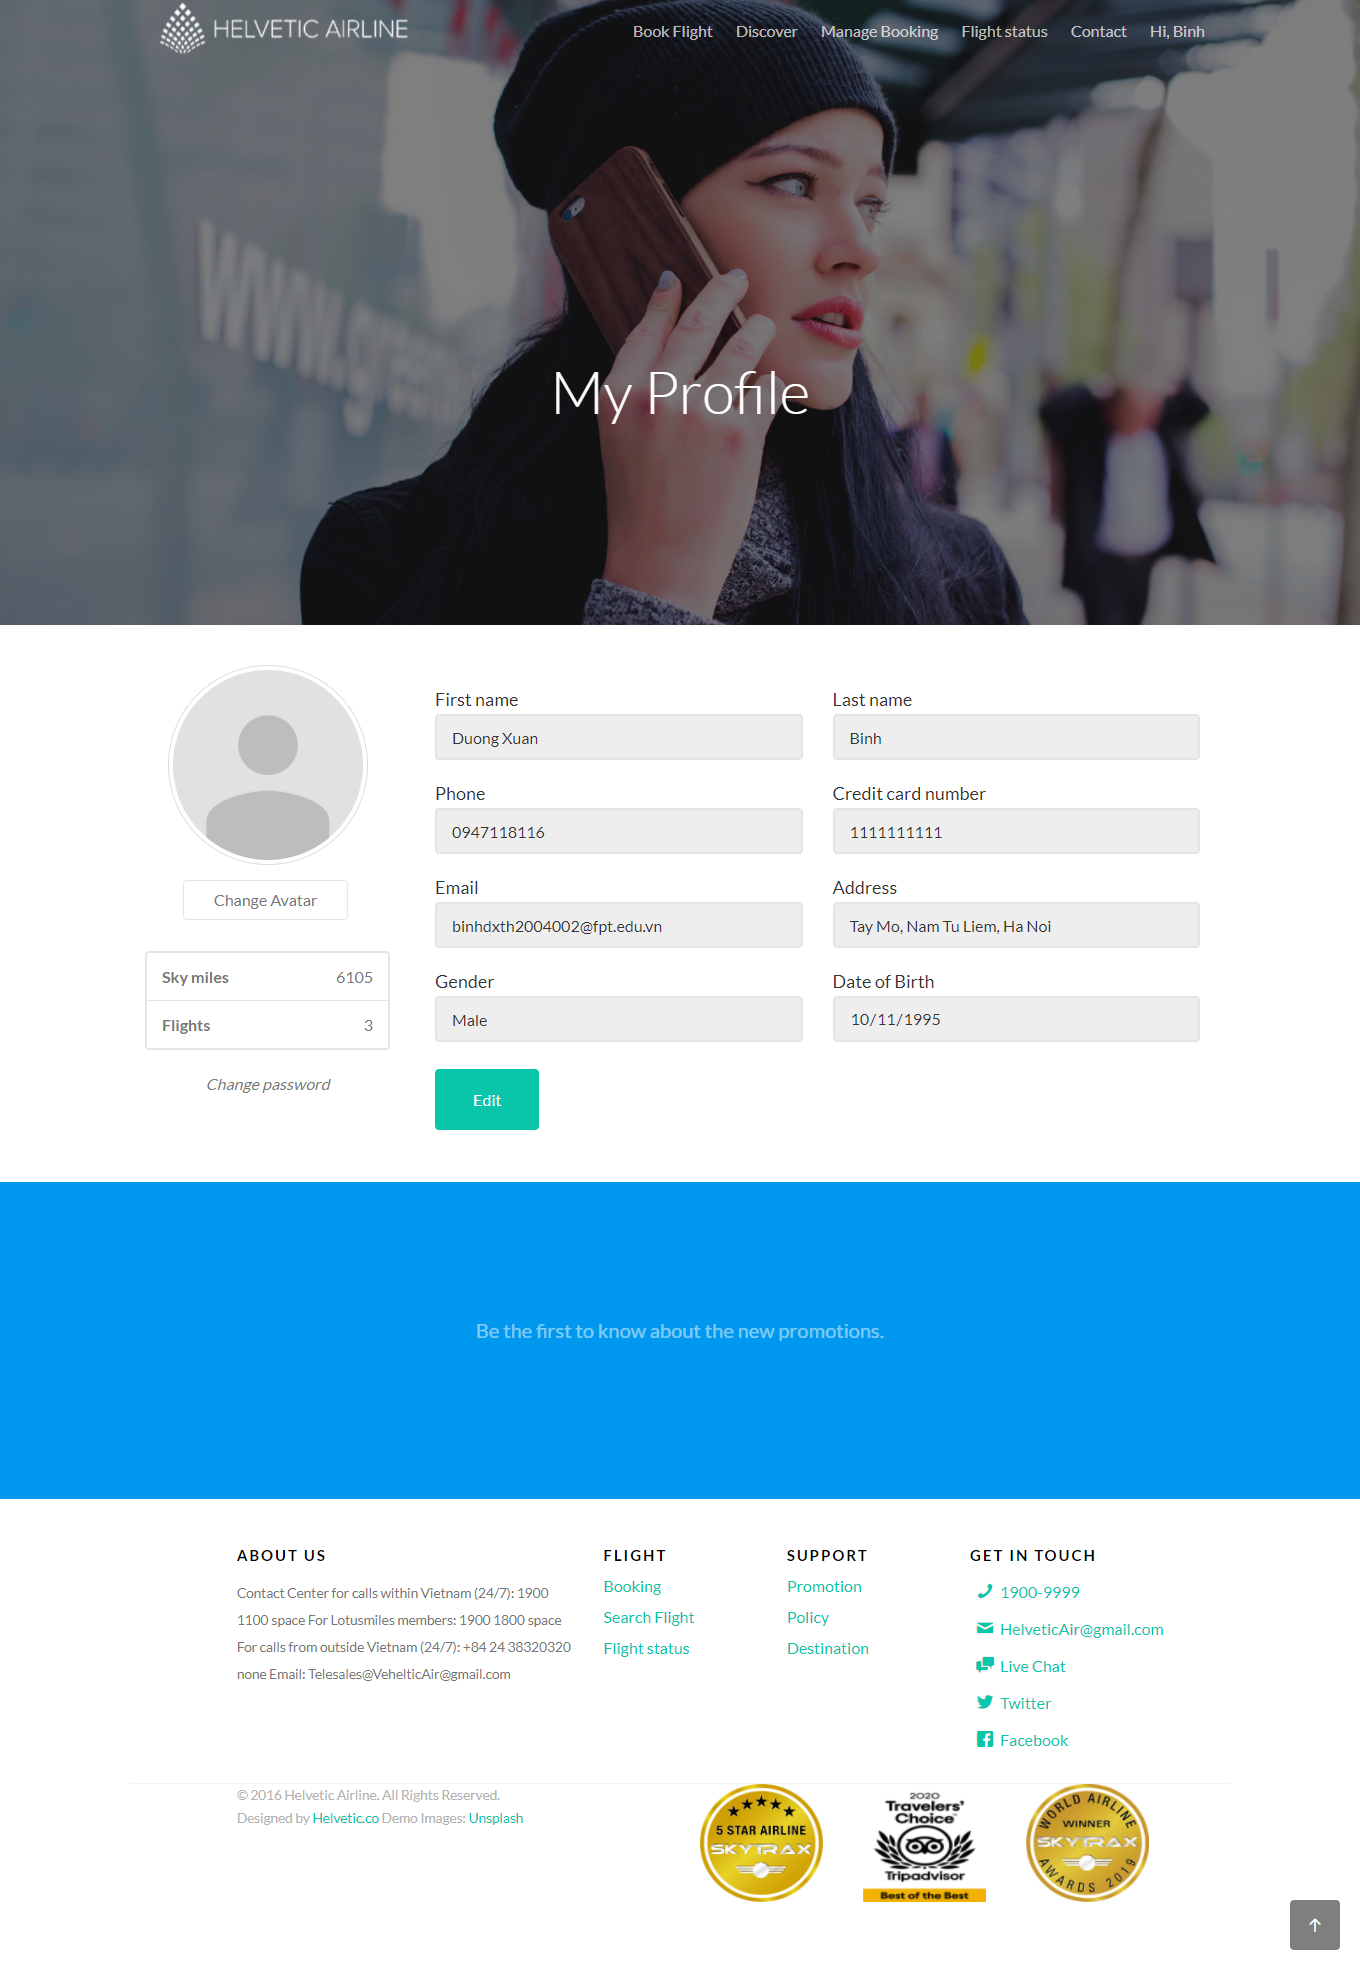 HELVETIC AIRLINE
Book Flight Discover Manage Booking Flight status Contact Hi, Binh
www.green
My Profile
First name Last name
Duong Xuan Binh
Phone Credit card number
0947118116 1111111111
Email Address
Change Avatar
binhdxth2004002@fpt.edu.vn Tay Mo, Nam Tu Liem, Ha Noi
Sky miles 6105
Gender Date of Birth
Flights 3
Male 10/11/1995
Change password
Edit
Be the first to know about the new promotions.
ABOUT US
Contact Center for calls within Vietnam (24/7): 1900
1100 space For Lotusmiles members: 1900 1800 space
For calls from outside Vietnam (24/7): +84 24 38320320
none Email: Telesales@VehelticAir@gmail.com
FLIGHT
Booking
Search Flight
Flight status
SUPPORT
Promotion
Policy
Destination
GET IN TOUCH
1900-9999
HelveticAir@gmail.com
Live Chat
Twitter
Facebook
© 2016 Helvetic Airline. All Rights Reserved.
Designed by Helvetic.co Demo Images: Unsplash
5 STAR AIRLINE
SKYTRAX
2020
Travelers'
Choice
Tripadvisor
Best of the Best
WORLD AIRLINE
WINNER
SKYTRAX
AWARDS 2019